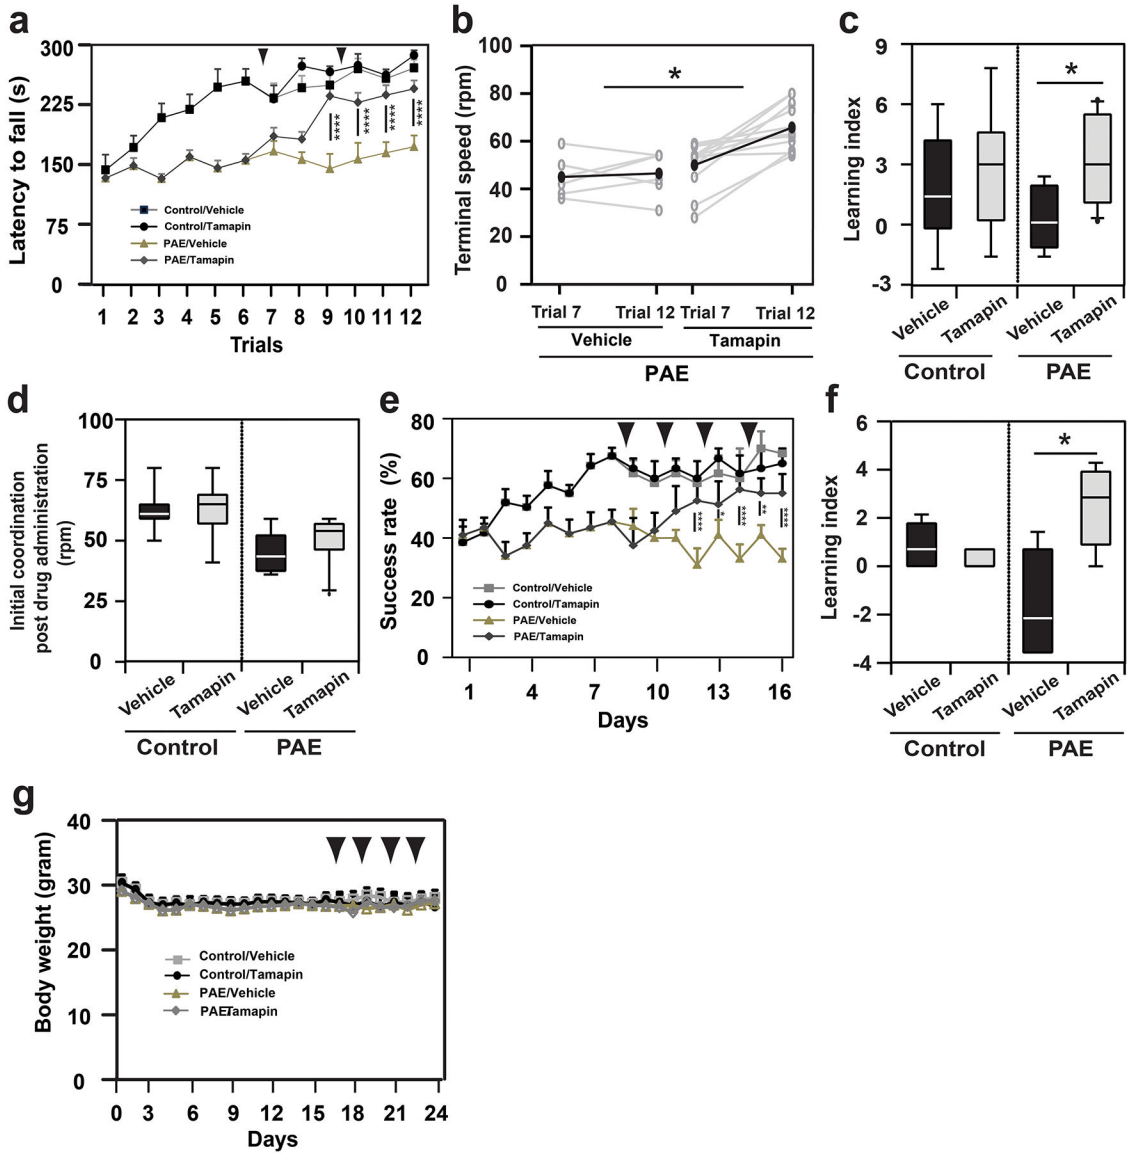 a
Latency to fall (s)
300
225
150
75
0
****
****
****
****
Control/Vehicle
Control/Tamapin
PAE/Vehicle
PAE/Tamapin
1 2 3 4 5 6 7 8 9 10 11 12
Trials
b
Terminal speed (rpm)
100
80
60
40
20
0
*
Trial 7 Trial 12 Trial 7 Trial 12
Vehicle Tamapin
PAE
c
Learning index
9
6
3
0
-3
*
Vehicle Tamapin Vehicle Tamapin
Control PAE
d
Initial coordination
post drug administration
(rpm)
100
75
50
25
0
Vehicle Tamapin Vehicle Tamapin
Control PAE
e
Success rate (%)
80
60
40
20
0
****
*
****
**
****
Control/Vehicle
Control/Tamapin
PAE/Vehicle
PAE/Tamapin
1 4 7 10 13 16
Days
f
Learning index
6
4
2
0
-2
-4
*
Vehicle Tamapin Vehicle Tamapin
Control PAE
g
Body weight (gram)
40
30
20
10
0
Control/Vehicle
Control/Tamapin
PAE/Vehicle
PAE/Tamapin
0 3 6 9 12 15 18 21 24
Days